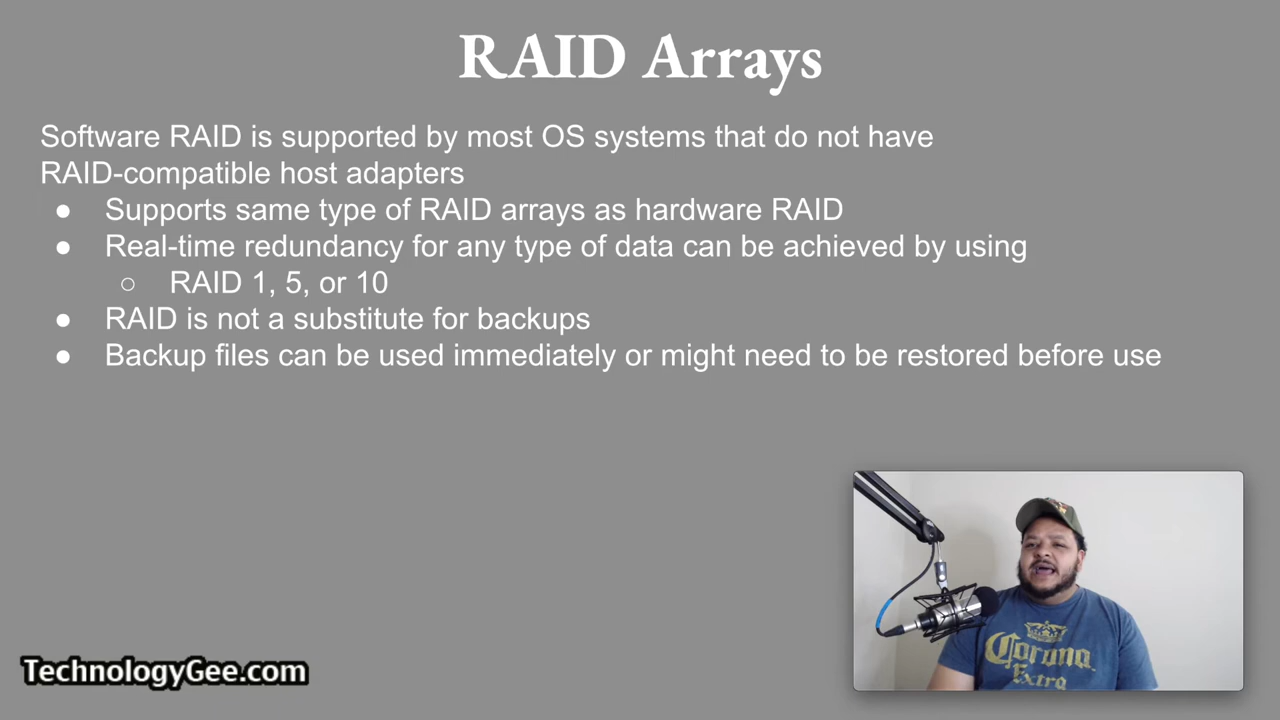 RAID Arrays
Software RAID is supported by most OS systems that do not have
RAID-compatible host adapters
● Supports same type of RAID arrays as hardware RAID
● Real-time redundancy for any type of data can be achieved by using
○ RAID 1, 5, or 10
● RAID is not a substitute for backups
● Backup files can be used immediately or might need to be restored before use
Corona
Extra
TechnologyGee.com